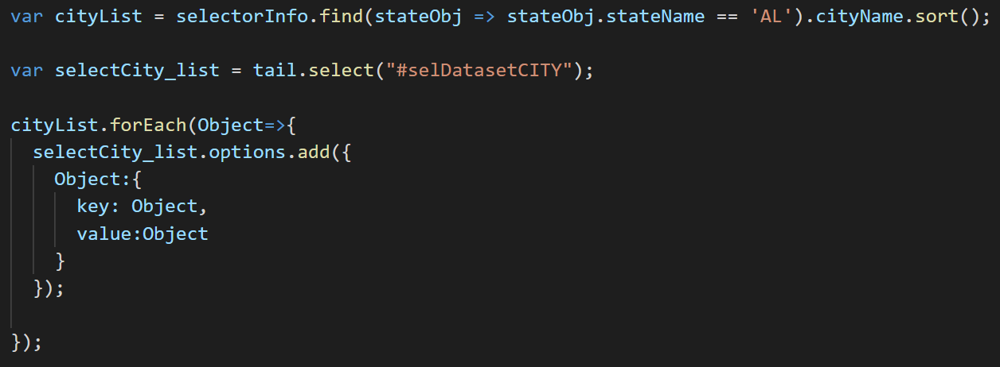 var cityList = selectorInfo.find(stateObj => stateObj.stateName == 'AL').cityName.sort();
var selectCity_list = tail.select("#selDatasetCITY");
cityList.forEach(Object=>{
selectCity_list.options.add({
Object:{
key: Object,
value:Object
}
});
});